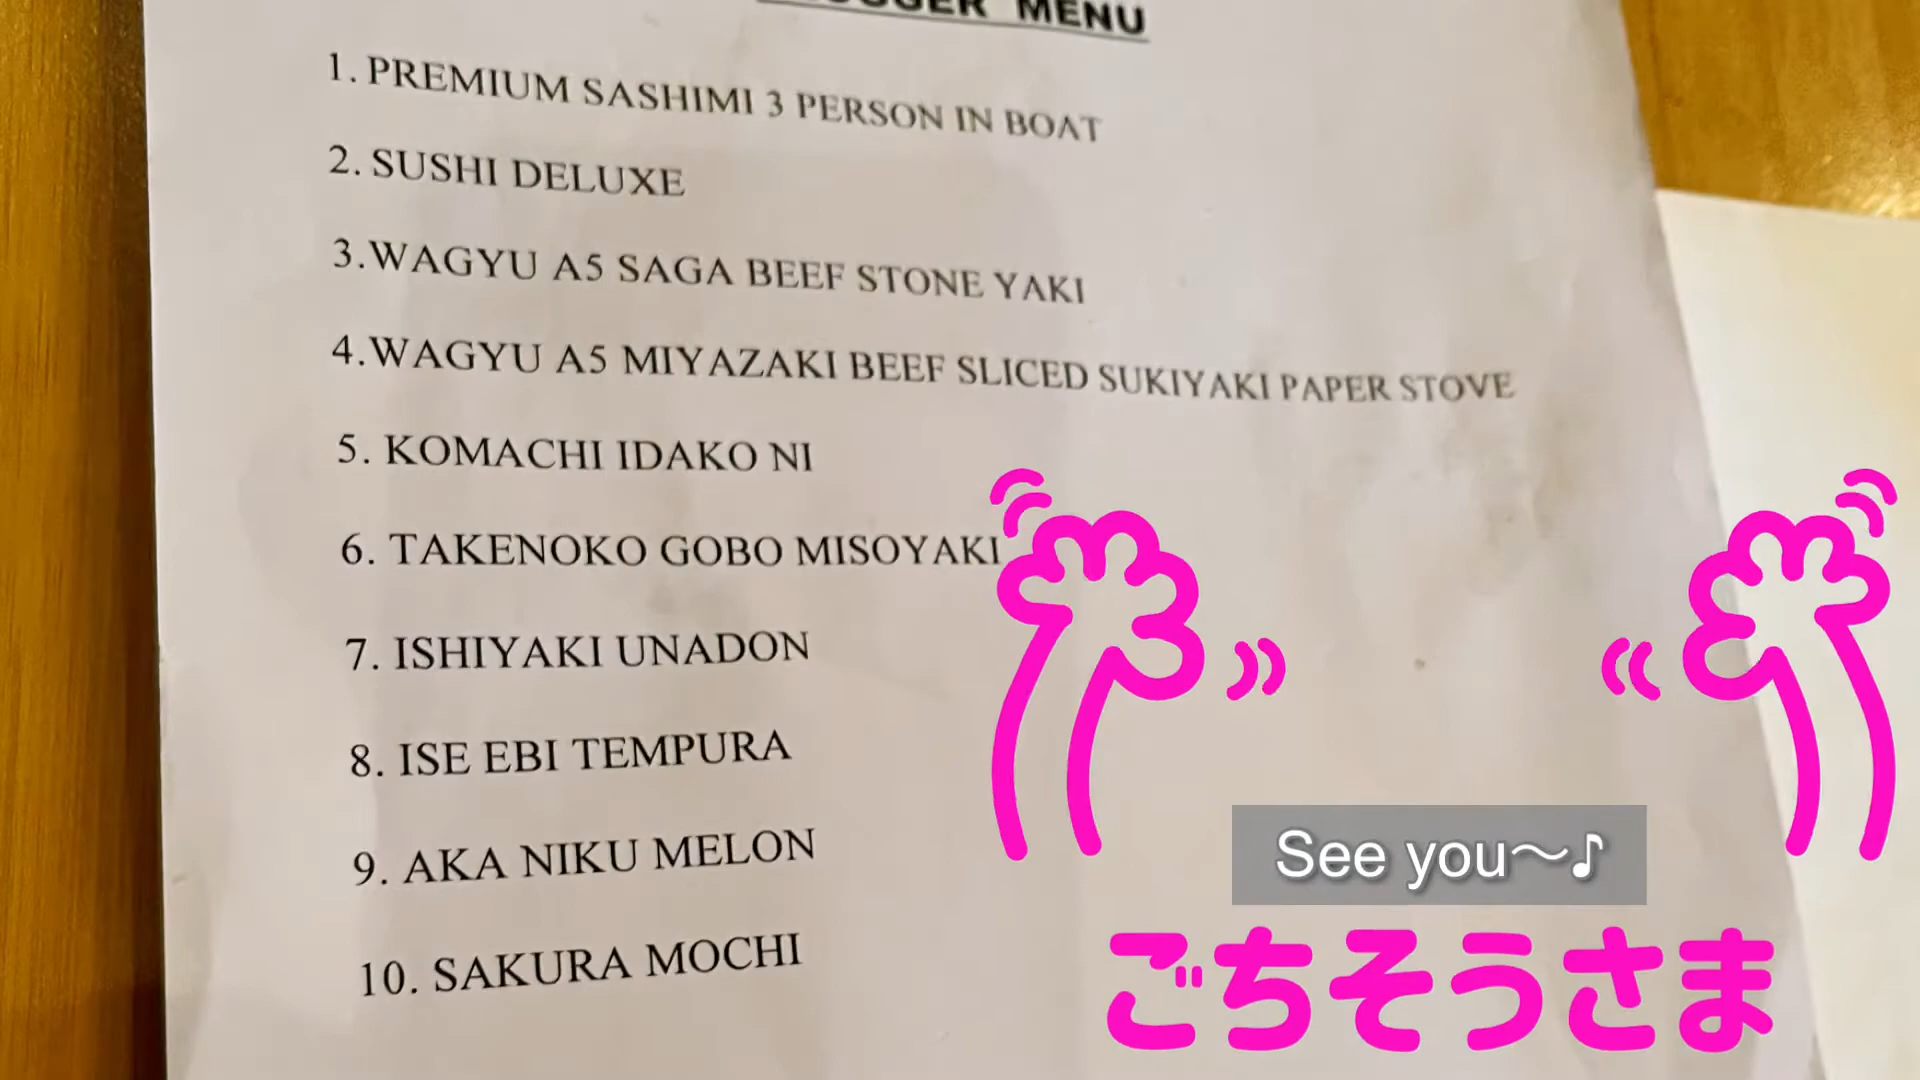 MENU
1. PREMIUM SASHIMI 3 PERSON IN BOAT
2. SUSHI DELUXE
3.WAGYU A5 SAGA BEEF STONE YAKI
4.WAGYU A5 MIYAZAKI BEEF SLICED SUKIYAKI PAPER STOVE
5. KOMACHI IDAKO NI
6. TAKENOKO GOBO MISOYAKI
7. ISHIYAKI UNADON
8. ISE EBI TEMPURA
9. AKA NIKU MELON
10. SAKURA MOCHI
See you～♪
ごちそうさま